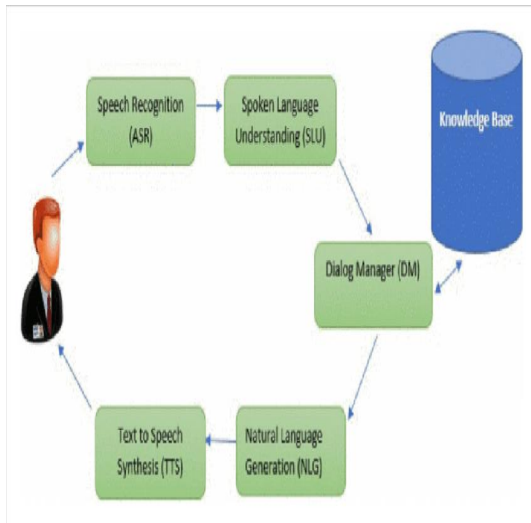 Speech Recognition
(ASR)
Spoken Language
Understanding (SLU)
Knowledge Base
Dialog Manager (DM)
Text to Speech
Synthesis (TTS)
Natural Language
Generation (NLG)